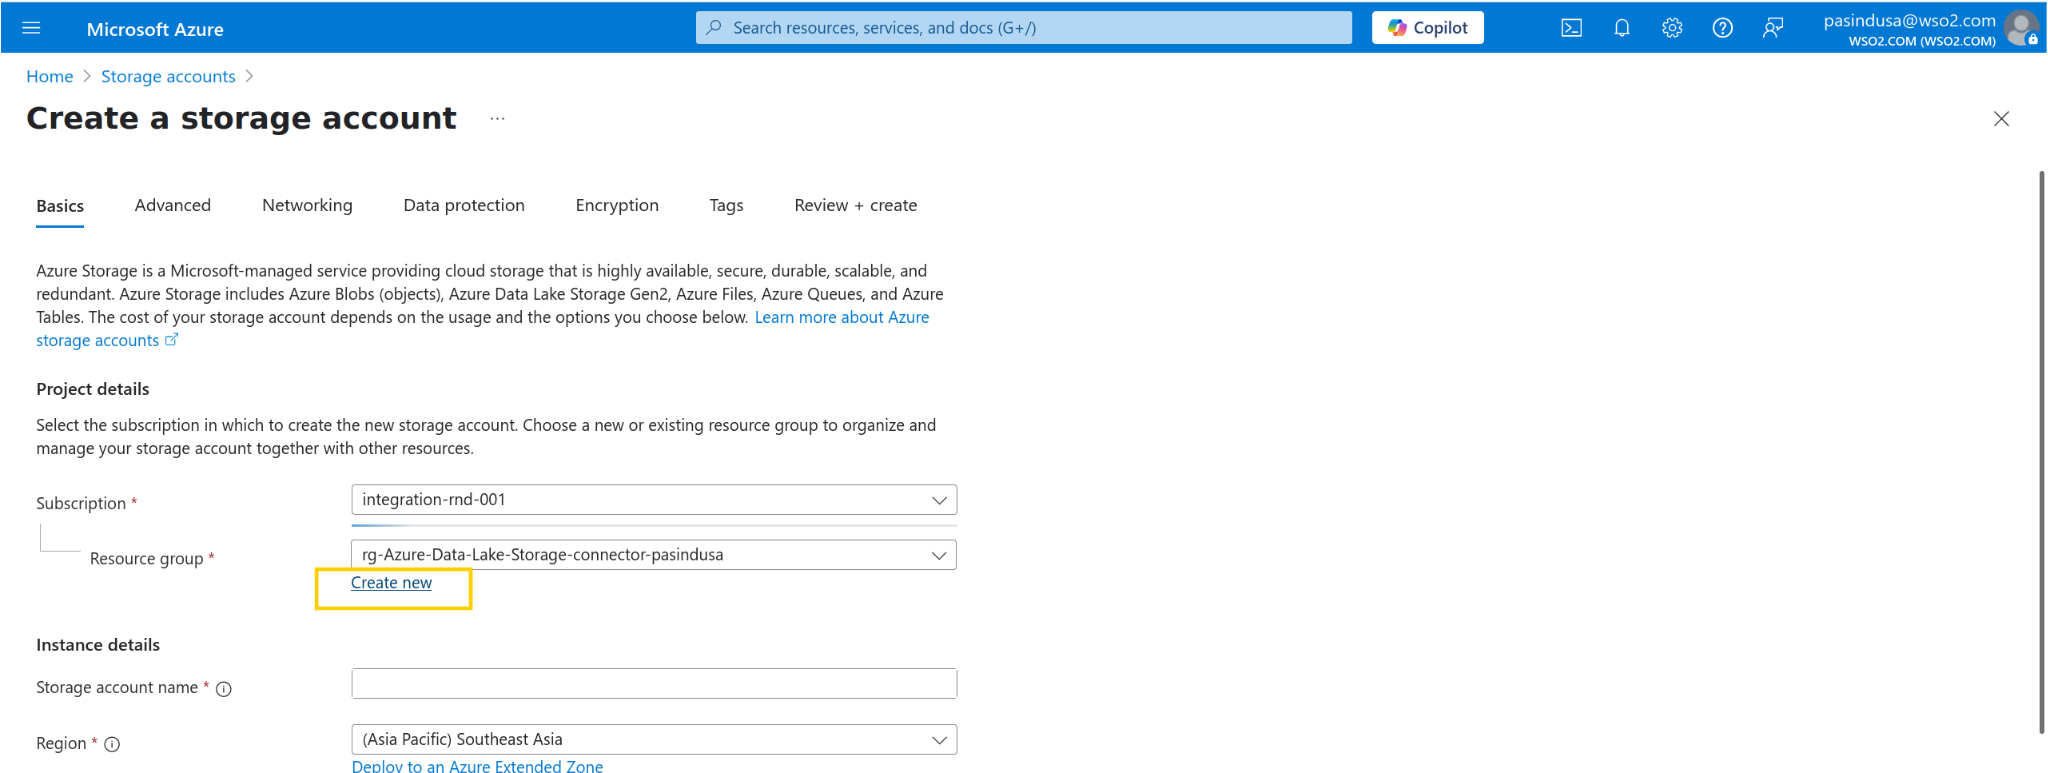 Microsoft Azure
Search resources, services, and docs (G+/)
Copilot
pasindusa@wso2.com
WSO2.COM (WSO2.COM)
Home > Storage accounts >
Create a storage account ...
Basics Advanced Networking Data protection Encryption Tags Review + create
Azure Storage is a Microsoft-managed service providing cloud storage that is highly available, secure, durable, scalable, and
redundant. Azure Storage includes Azure Blobs (objects), Azure Data Lake Storage Gen2, Azure Files, Azure Queues, and Azure
Tables. The cost of your storage account depends on the usage and the options you choose below. Learn more about Azure
storage accounts
Project details
Select the subscription in which to create the new storage account. Choose a new or existing resource group to organize and
manage your storage account together with other resources.
Subscription *
integration-rnd-001
Resource group *
rg-Azure-Data-Lake-Storage-connector-pasindusa
Create new
Instance details
Storage account name *
Region *
(Asia Pacific) Southeast Asia
Deploy to an Azure Extended Zone